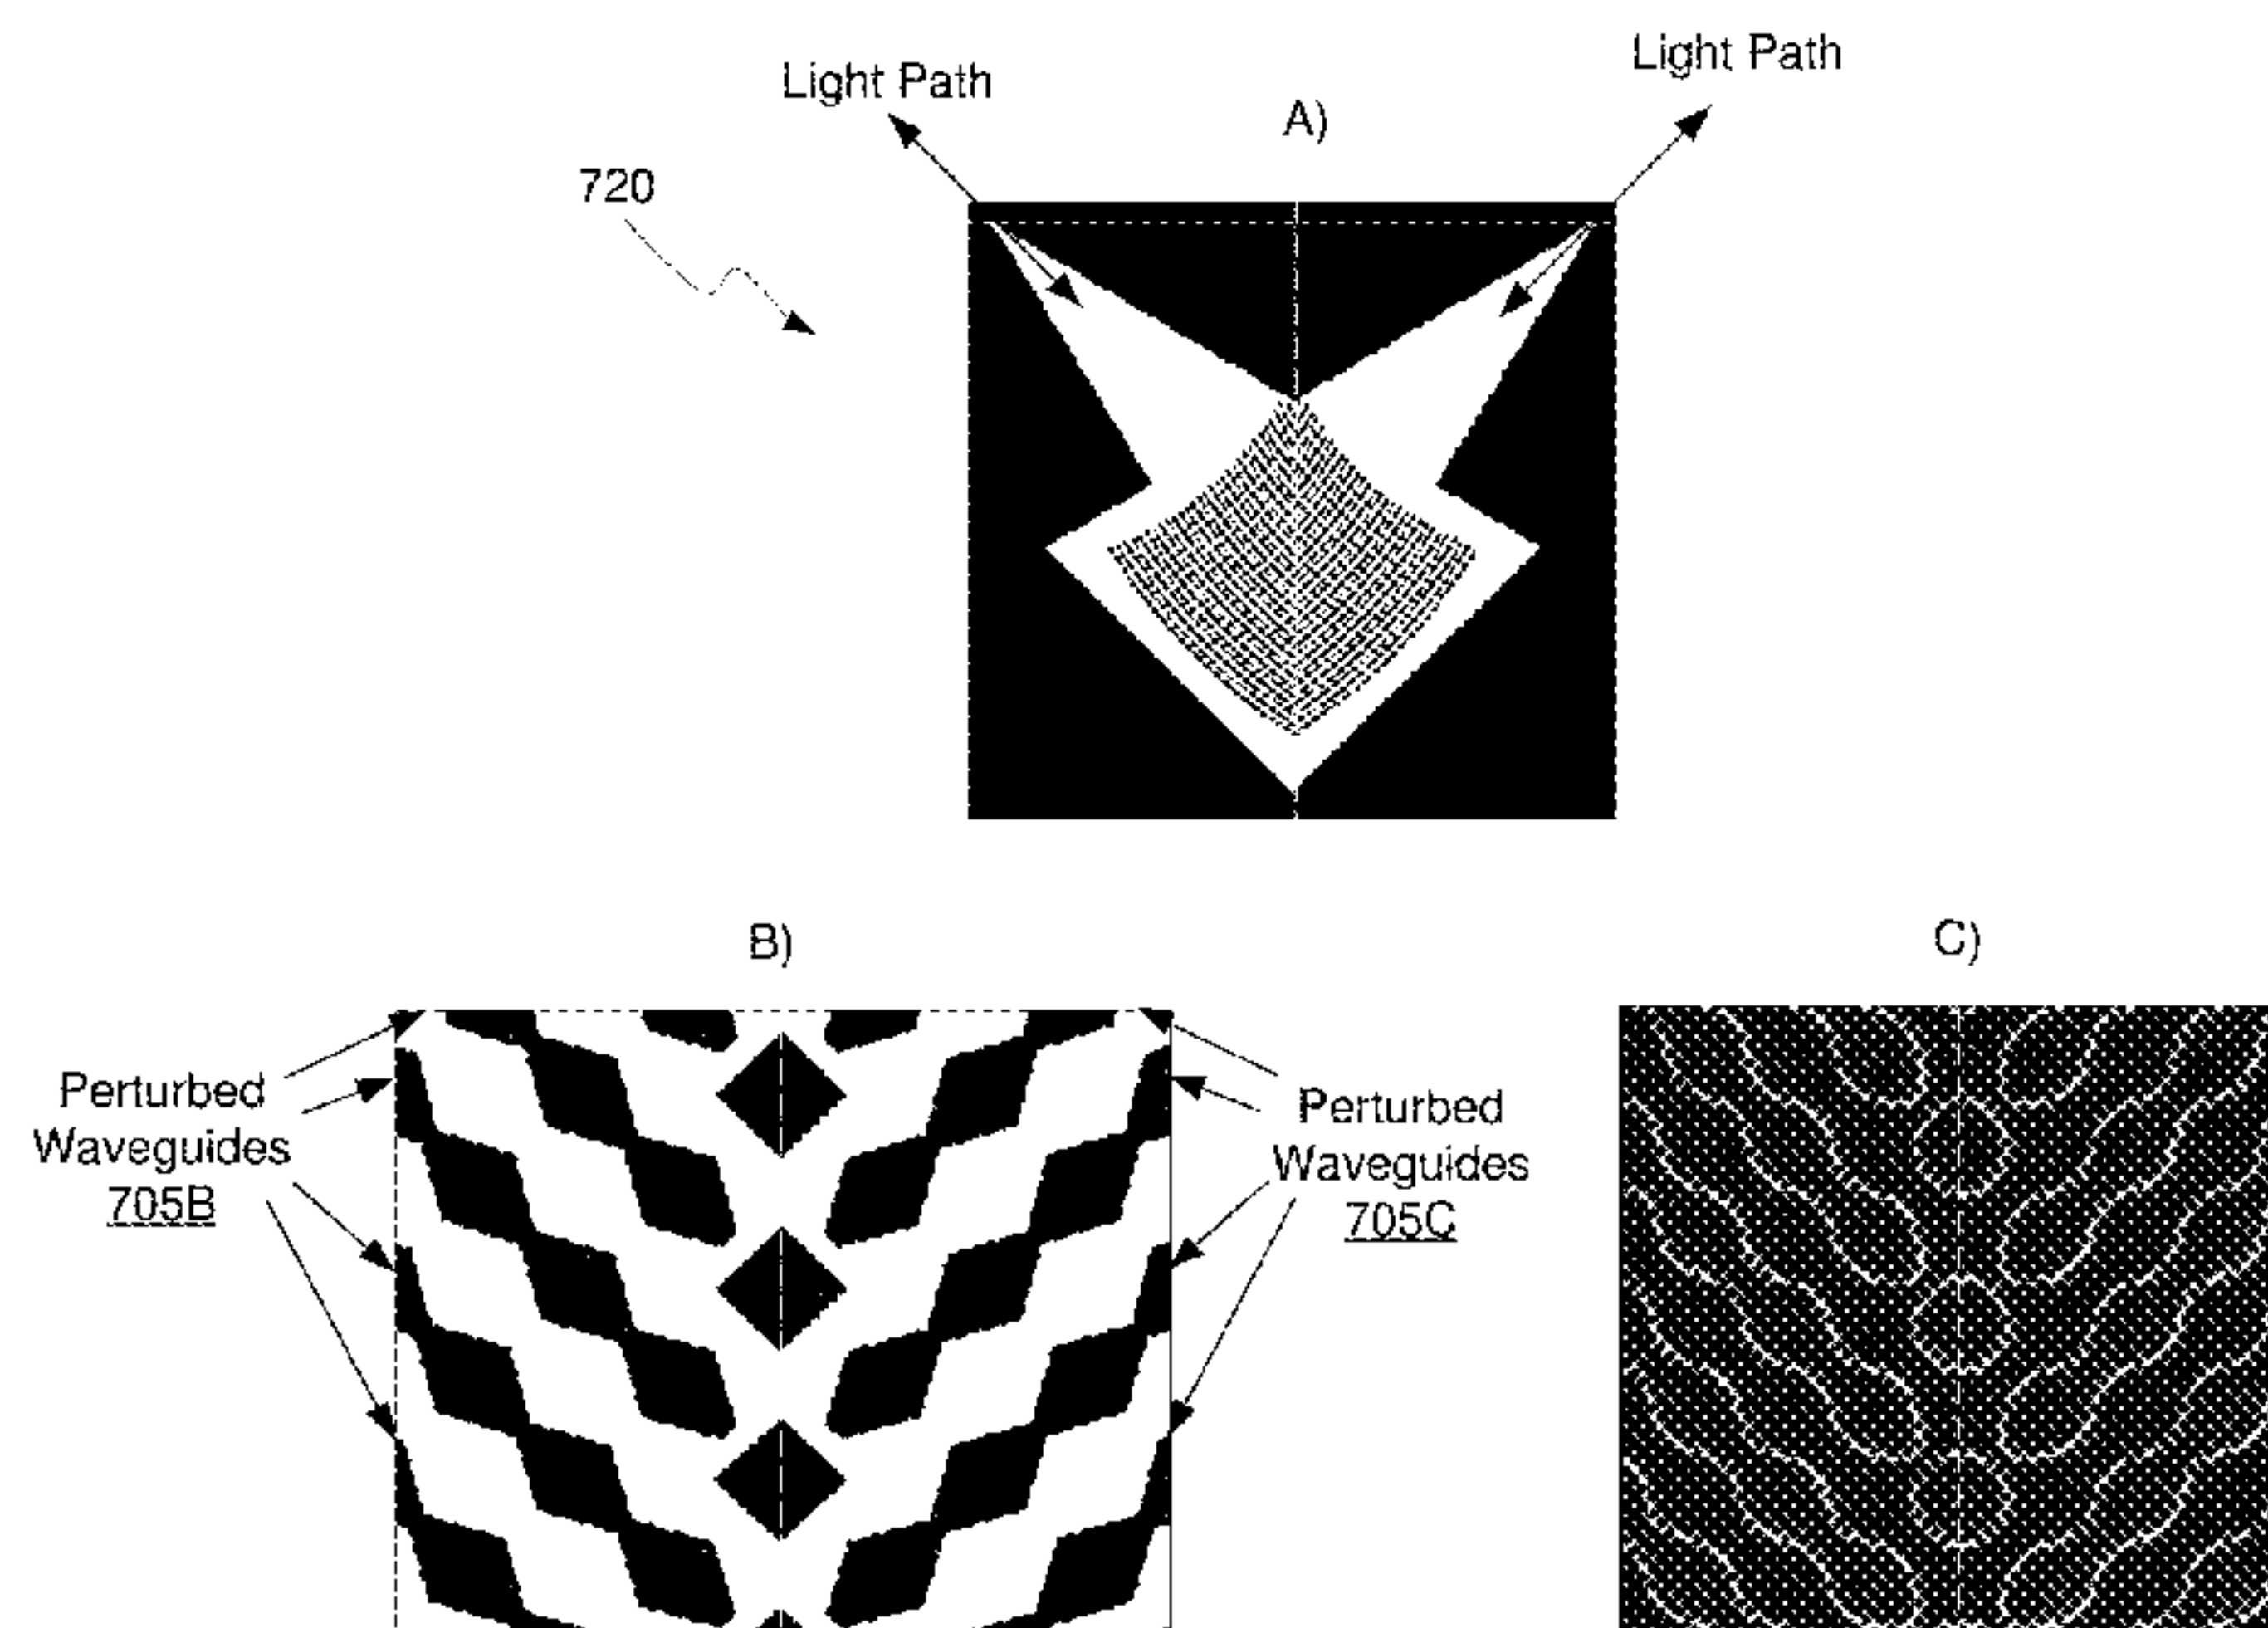 Light Path
Light Path
A)
720
B)
C)
Perturbed
Waveguides
705B
Perturbed
Waveguides
705C